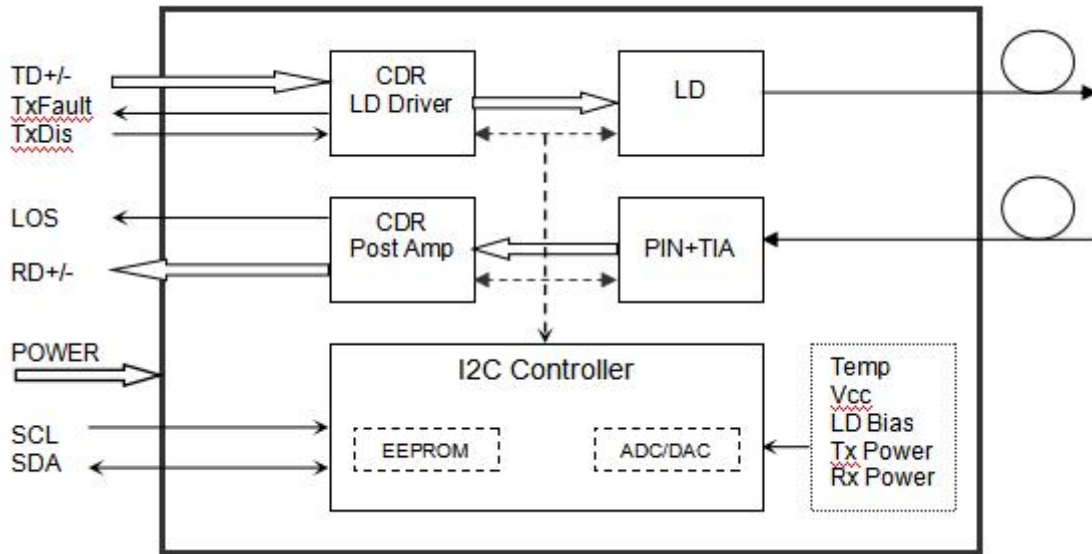 TD+/-
TxFault
TxDis
CDR
LD Driver
LD
LOS
RD+/-
CDR
Post Amp
PIN+TIA
POWER
SCL
SDA
I2C Controller
EEPROM
ADC/DAC
Temp
Vcc
LD Bias
Tx Power
Rx Power